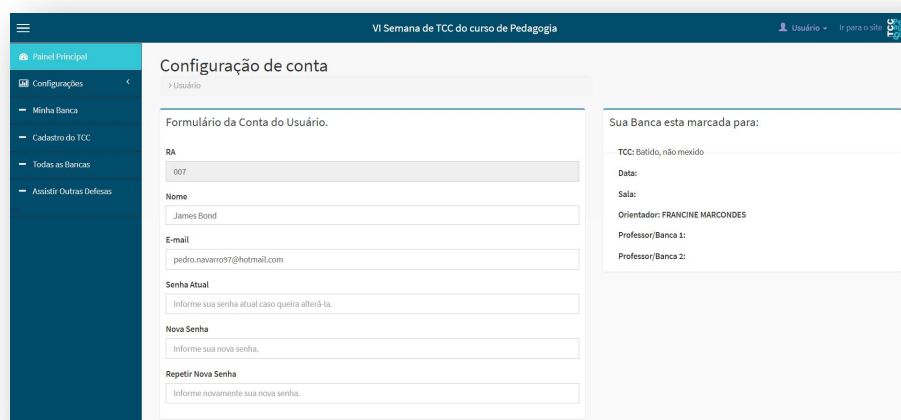 VI Semana de TCC do curso de Pedagogia
Usuário
Ir para o site
TCC
Painel Principal
Configurações
Minha Banca
Cadastro do TCC
Todas as Bancas
Assistir Outras Defesas
Configuração de conta
> Usuário
Formulário da Conta do Usuário.
RA
007
Nome
James Bond
E-mail
pedro.navarro97@hotmail.com
Senha Atual
Informe sua senha atual caso queira alterá-la.
Nova Senha
Informe sua nova senha.
Repetir Nova Senha
Informe novamente sua nova senha.
Sua Banca esta marcada para:
TCC: Batido, não mexido
Data:
Sala:
Orientador: FRANCINE MARCONDES
Professor/Banca 1:
Professor/Banca 2: